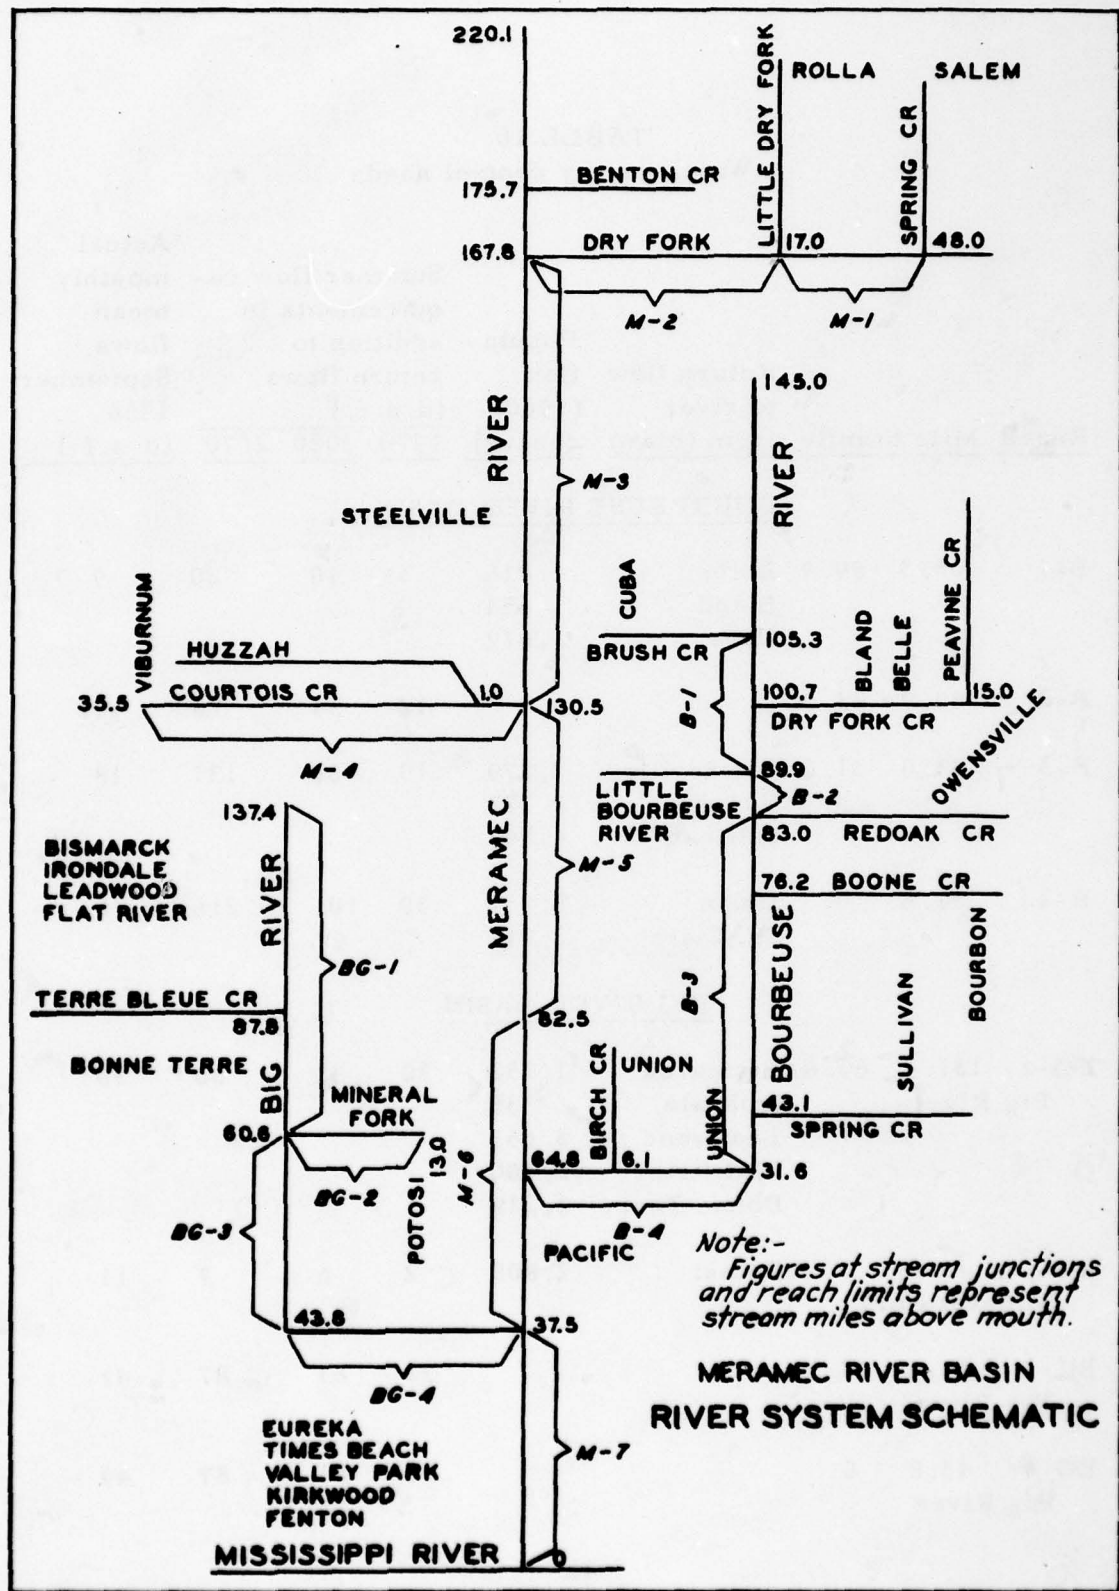 220.1
LITTLE DRY FORK
ROLLA
SPRING CR
SALEM
175.7
BENTON CR
167.8
DRY FORK
17.0
48.0
M-2
M-1
145.0
RIVER
RIVER
M-3
STEELVILLE
VIBURNUM
HUZZAH
35.5
COURTOIS CR
1.0
130.5
M-4
CUBA
BRUSH CR
105.3
BLAND
BELLE
PEAVINE CR
B-1
100.7
15.0
DRY FORK CR
OWENSVILLE
89.9
LITTLE
BOURBEUSE
RIVER
B-2
83.0
REDOAK CR
76.2
BOONE CR
137.4
BISMARCK
IRONDALE
LEADWOOD
FLAT RIVER
RIVER
MERAMEC
M-5
BG-1
B-3
BOURBEUSE
SULLIVAN
BOURBON
TERRE BLEUE CR
87.8
82.5
BONNE TERRE
BIG
MINERAL
FORK
BIRCH CR
UNION
UNION
43.1
SPRING CR
60.6
13.0
BG-2
POTOSI
M-6
64.8
6.1
31.6
BG-3
B-4
PACIFIC
Note:-
Figures at stream junctions
and reach limits represent
stream miles above mouth.
43.8
37.5
BG-4
MERAMEC RIVER BASIN
RIVER SYSTEM SCHEMATIC
EUREKA
TIMES BEACH
VALLEY PARK
KIRKWOOD
FENTON
M-7
MISSISSIPPI RIVER
0